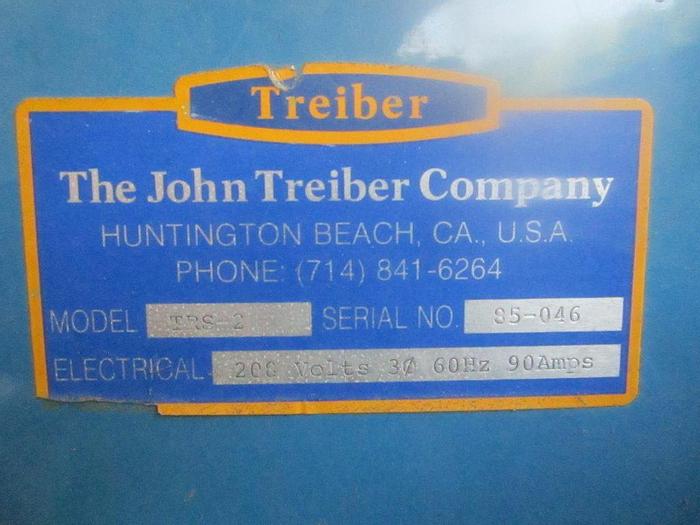 Treiber
The John Treiber Company
HUNTINGTON BEACH, CA., U.S.A.
PHONE: (714) 841-6264
MODEL TRS-2 SERIAL NO. 85-046
ELECTRICAL 208 Volts 3Ø 60Hz 90Amps